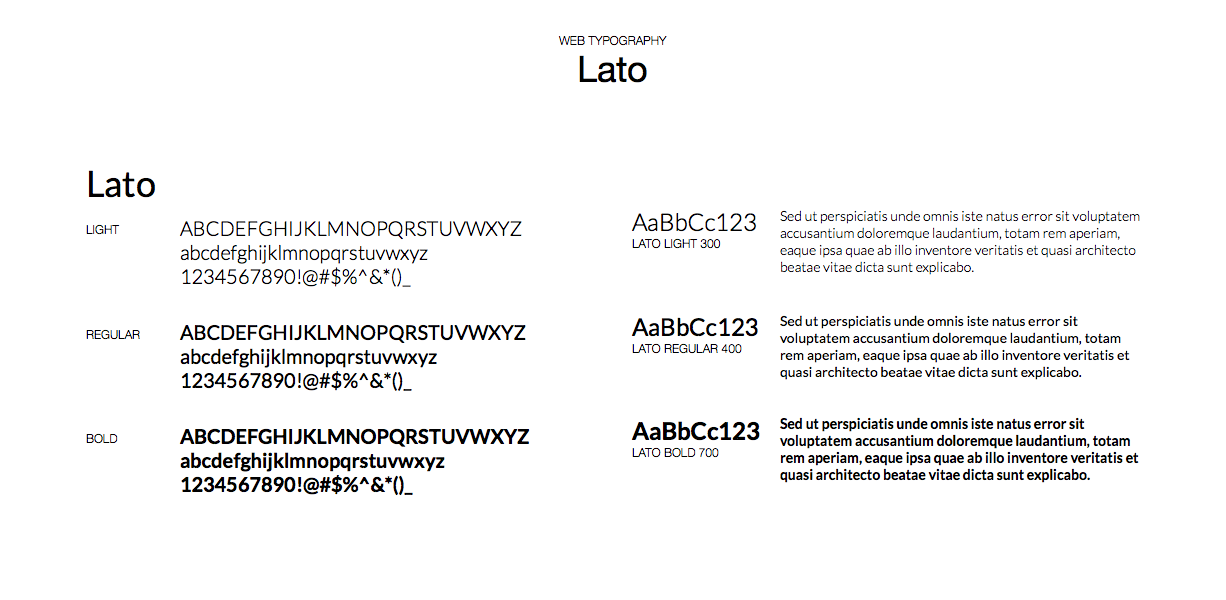 WEB TYPOGRAPHY
Lato
Lato
LIGHT
ABCDEFGHIJKLMNOPQRSTUVWXYZ
abcdefghijklmnopqrstuvwxyz
1234567890!@#$%^&*()_
AaBbCc123
LATO LIGHT 300
Sed ut perspiciatis unde omnis iste natus error sit voluptatem
accusantium doloremque laudantium, totam rem aperiam,
eaque ipsa quae ab illo inventore veritatis et quasi architecto
beatae vitae dicta sunt explicabo.
REGULAR
ABCDEFGHIJKLMNOPQRSTUVWXYZ
abcdefghijklmnopqrstuvwxyz
1234567890!@#$%^&*()_
AaBbCc123
LATO REGULAR 400
Sed ut perspiciatis unde omnis iste natus error sit
voluptatem accusantium doloremque laudantium, totam
rem aperiam, eaque ipsa quae ab illo inventore veritatis et
quasi architecto beatae vitae dicta sunt explicabo.
BOLD
ABCDEFGHIJKLMNOPQRSTUVWXYZ
abcdefghijklmnopqrstuvwxyz
1234567890!@#$%^&*()_
AaBbCc123
LATO BOLD 700
Sed ut perspiciatis unde omnis iste natus error sit
voluptatem accusantium doloremque laudantium, totam
rem aperiam, eaque ipsa quae ab illo inventore veritatis et
quasi architecto beatae vitae dicta sunt explicabo.